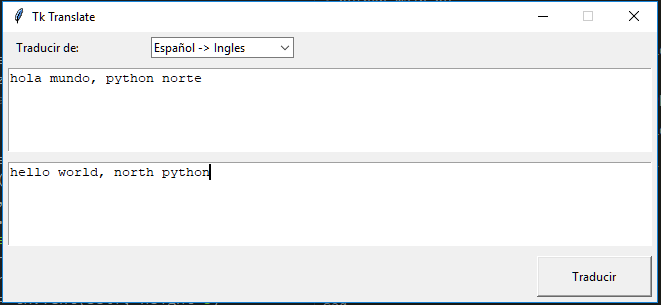 Tk Translate
Traducir de: Español -> Ingles
hola mundo, python norte
hello world, north python
Traducir